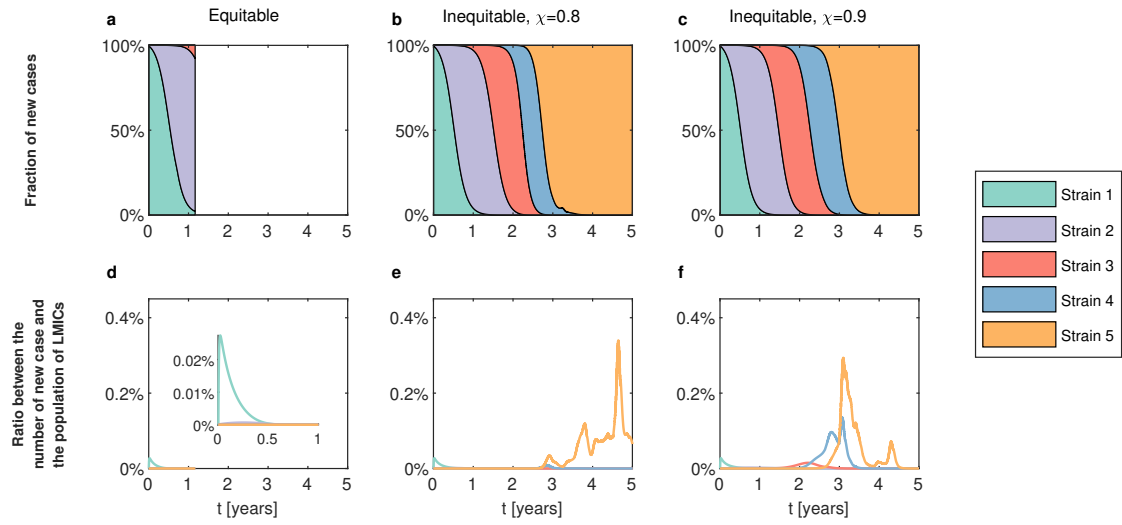 a Equitable
b Inequitable, χ=0.8
c Inequitable, χ=0.9
Fraction of new cases
100%
50%
0%
0 1 2 3 4 5
100%
50%
0%
0 1 2 3 4 5
100%
50%
0%
0 1 2 3 4 5
Strain 1
Strain 2
Strain 3
Strain 4
Strain 5
d
e
f
Ratio between the
number of new case and
the population of LMICs
0.4%
0.2%
0%
0.02%
0.01%
0%
0 0.5 1
0 1 2 3 4 5
t [years]
0.4%
0.2%
0%
0 1 2 3 4 5
t [years]
0.4%
0.2%
0%
0 1 2 3 4 5
t [years]